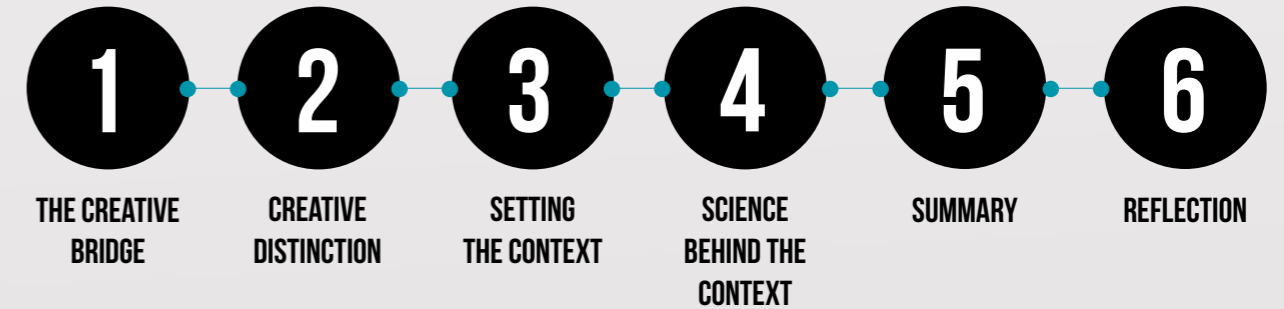 1
2
3
4
5
6
THE CREATIVE
BRIDGE
CREATIVE
DISTINCTION
SETTING
THE CONTEXT
SCIENCE
BEHIND THE
CONTEXT
SUMMARY
REFLECTION